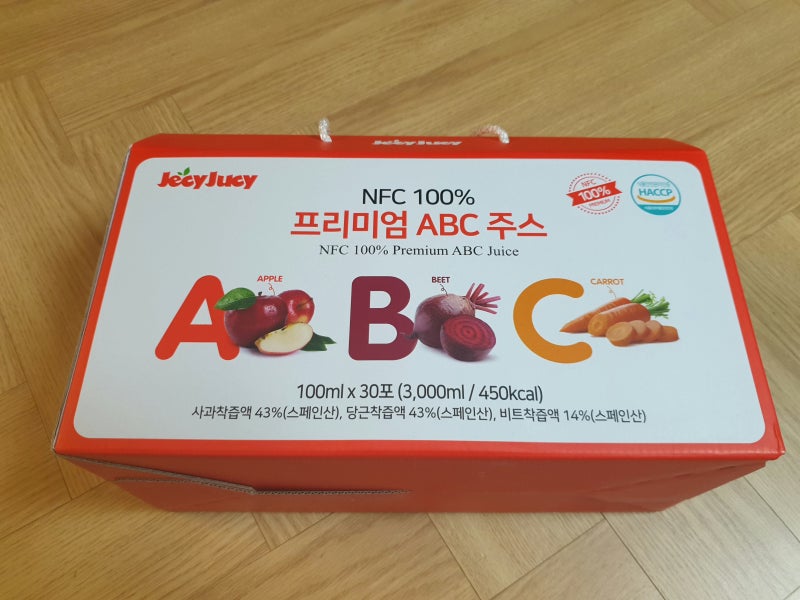 JecyJucy
JecyJucy
NFC 100%
프리미엄 ABC 주스
NFC 100% Premium ABC Juice
NFC
100%
PREMIUM
HACCP
APPLE
BEET
CARROT
A B C
100ml x 30포 (3,000ml / 450kcal)
사과착즙액 43%(스페인산), 당근착즙액 43%(스페인산), 비트착즙액 14%(스페인산)